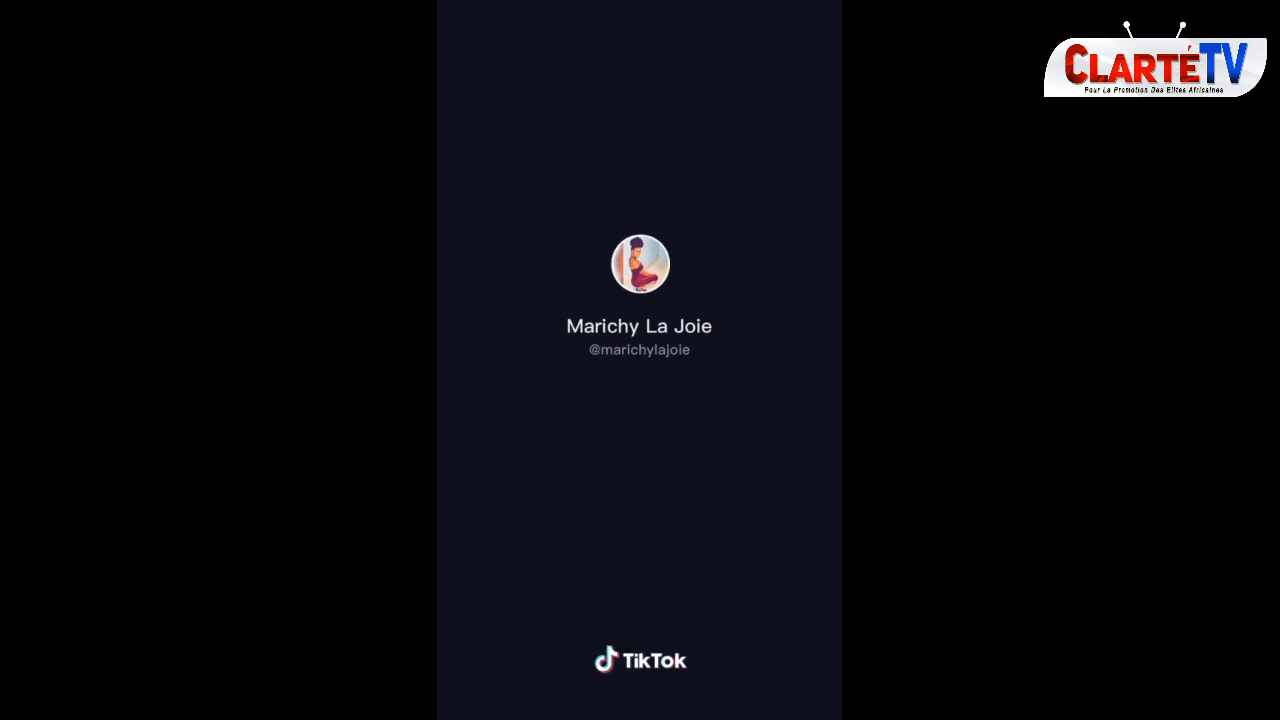 CLARTÉTV
Pour La Promotion Des Elites Africaines
Marichy La Joie
@marichylajoie
TikTok